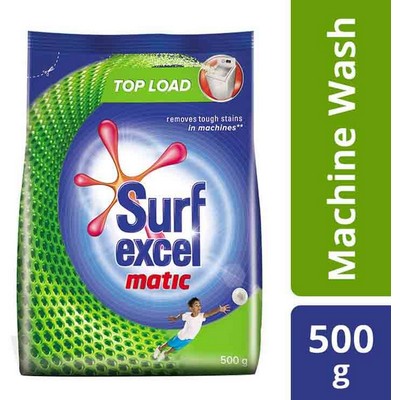 TOP LOAD
removes tough stains
in machines**
Surf
excel
matic
500 g
Machine Wash
500
g